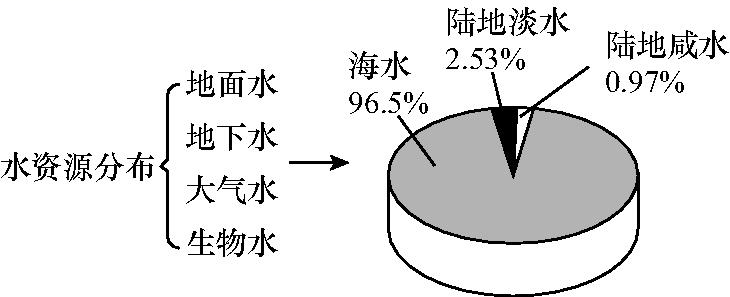 水资源分布
地面水
地下水
大气水
生物水
海水
96.5%
陆地淡水
2.53%
陆地咸水
0.97%